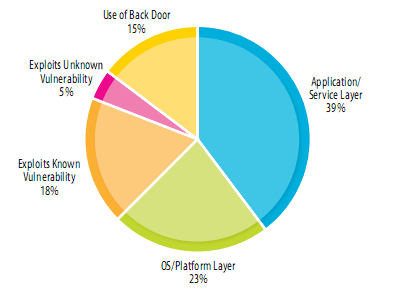 Use of Back Door
15%
Exploits Unknown
Vulnerability
5%
Application/
Service Layer
39%
Exploits Known
Vulnerability
18%
OS/Platform Layer
23%